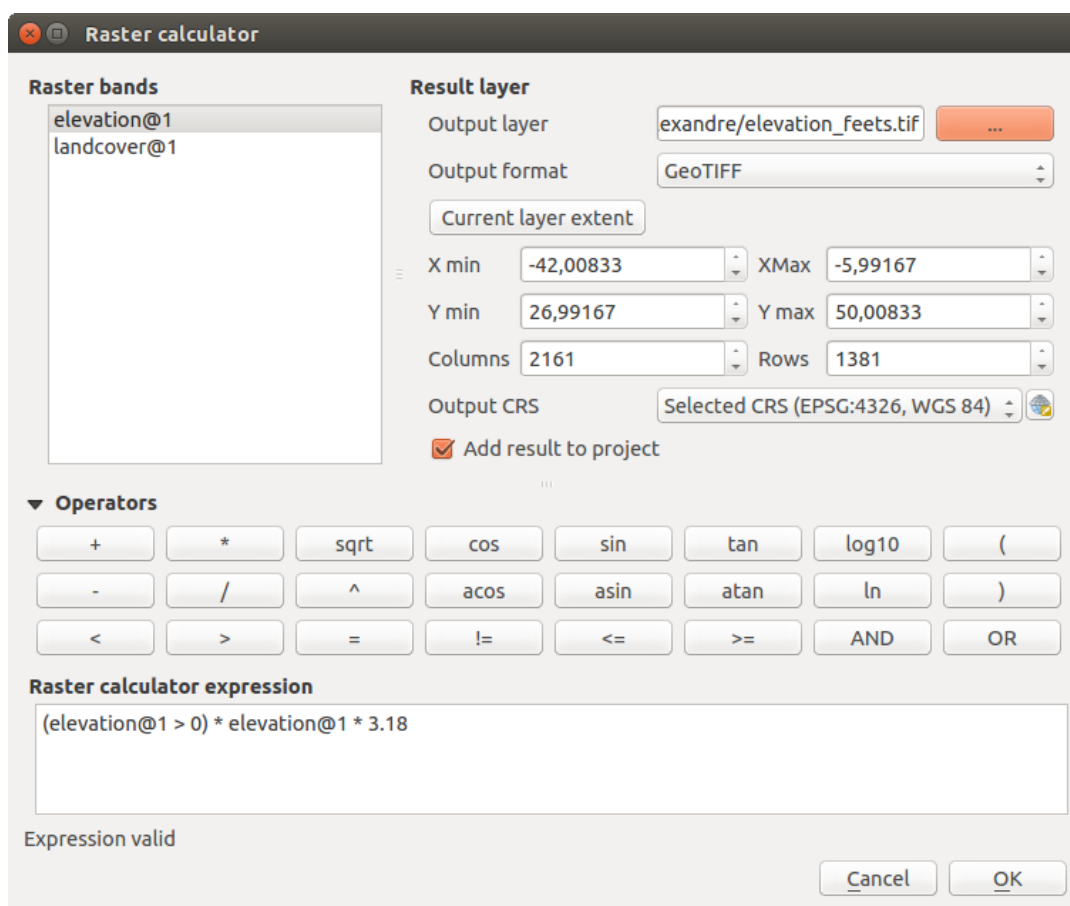 Raster calculator
Raster bands
elevation@1
landcover@1
Result layer
Output layer exandre/elevation_feets.tif ...
Output format GeoTIFF
Current layer extent
X min -42,00833 XMax -5,99167
Y min 26,99167 Y max 50,00833
Columns 2161 Rows 1381
Output CRS Selected CRS (EPSG:4326, WGS 84)
Add result to project
Operators
+ * sqrt cos sin tan log10 (
- / ^ acos asin atan ln )
< > = != <= >= AND OR
Raster calculator expression
(elevation@1 > 0) * elevation@1 * 3.18
Expression valid
Cancel OK